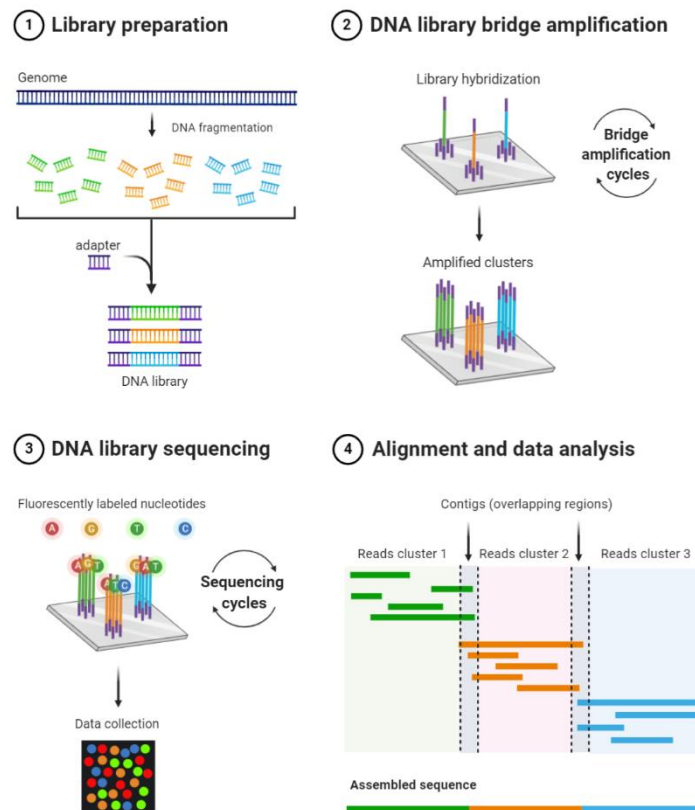 1 Library preparation
Genome
DNA fragmentation
adapter
DNA library
2 DNA library bridge amplification
Library hybridization
Bridge
amplification
cycles
Amplified clusters
3 DNA library sequencing
Fluorescently labeled nucleotides
A G T C
A G T G A T
A T C
Sequencing
cycles
Data collection
4 Alignment and data analysis
Contigs (overlapping regions)
Reads cluster 1 Reads cluster 2 Reads cluster 3
Assembled sequence